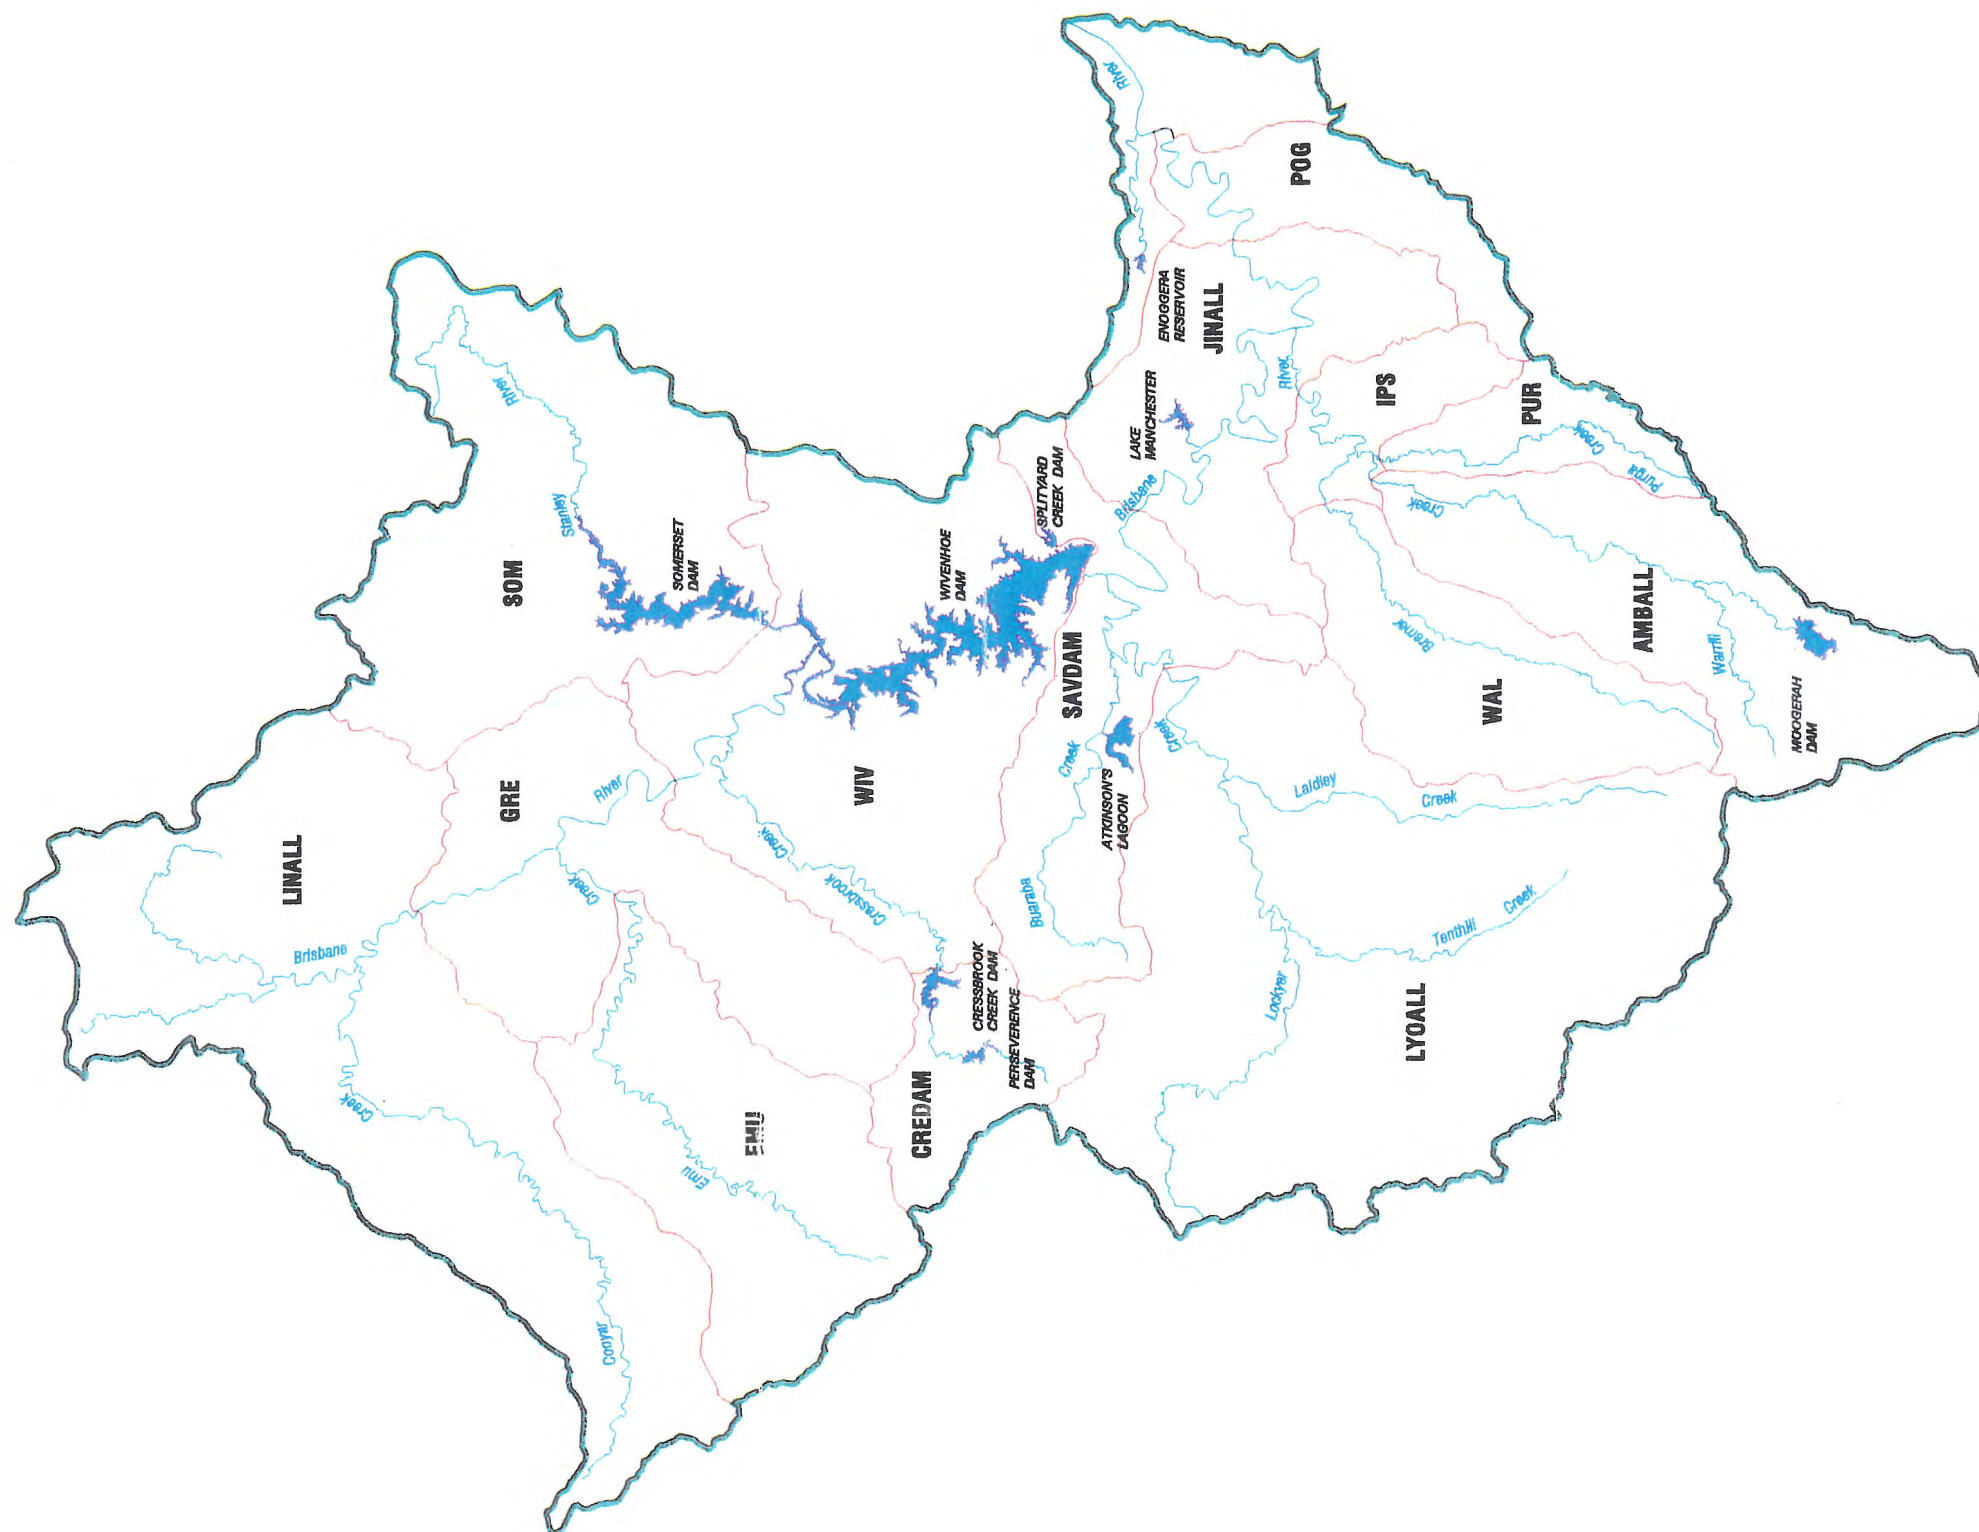 LINALL
Brisbane
Creek
Cooyar
GRE
River
Creek
SOM
Stanley
River
SOMERSET
DAM
EMU
Emu
WIV
Creek
Cressbrook
WIVENHOE
DAM
SPLITYARD
CREEK DAM
CREDAM
CRESSBROOK
CREEK DAM
PERSEVERENCE
DAM
SAVDAM
Creek
Buaraba
ATKINSON'S
LAGOON
Creek
Lockyer
Laidley
Creek
Tenthill
Creek
LYOALL
River
Brisbane
LAKE
MANCHESTER
ENOGGERA
RESERVOIR
JINALL
River
POG
IPS
PUR
Purga
Creek
Creek
Bremer
WAL
AMBALL
Warrill
MOOGERAH
DAM